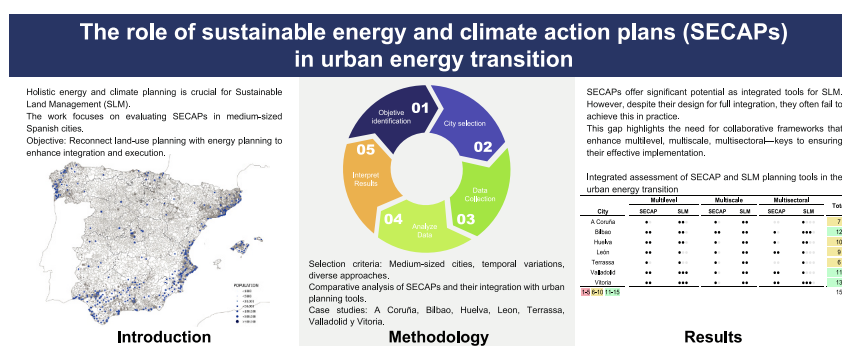 The role of sustainable energy and climate action plans (SECAPs)
in urban energy transition
Holistic energy and climate planning is crucial for Sustainable
Land Management (SLM).
The work focuses on evaluating SECAPs in medium-sized
Spanish cities.
Objective: Reconnect land-use planning with energy planning to
enhance integration and execution.
POPULATION
Introduction
01
Objetive
identification
City selection
02
Data
Collection
03
04
Analyze
Data
05
Interpret
Results
Selection criteria: Medium-sized cities, temporal variations,
diverse approaches.
Comparative analysis of SECAPs and their integration with urban
planning tools.
Case studies: A Coruña, Bilbao, Huelva, Leon, Terrassa,
Valladolid y Vitoria.
Methodology
SECAPs offer significant potential as integrated tools for SLM.
However, despite their design for full integration, they often fail to
achieve this in practice.
This gap highlights the need for collaborative frameworks that
enhance multilevel, multiscale, multisectoral—keys to ensuring
their effective implementation.
Integrated assessment of SECAP and SLM planning tools in the
urban energy transition
Multilevel Multiscale Multisectoral Tot
City SECAP SLM SECAP SLM SECAP SLM
A Coruña 7
Bilbao 12
Huelva 10
León 9
Terrassa 6
Valladolid 11
Vitoria 13
1-5 6-10 11-15 15
Results